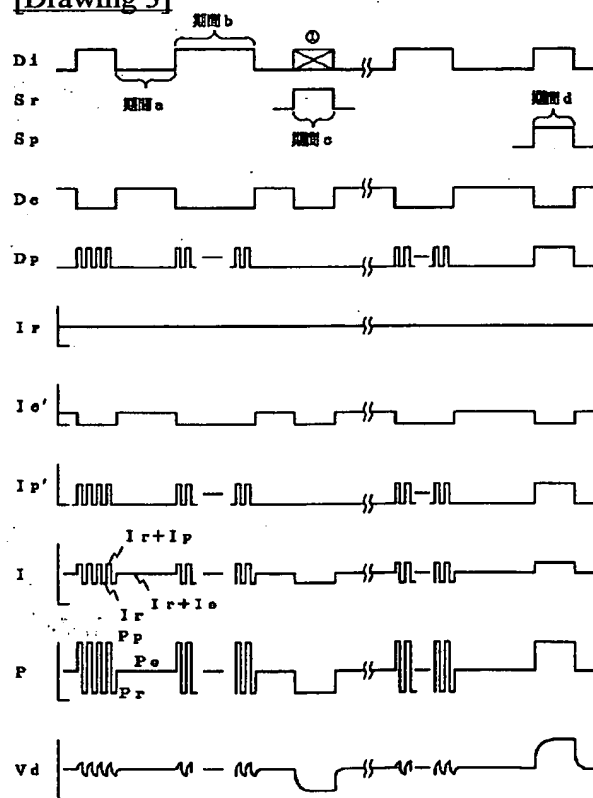 [Drawing
期間b
①
Di
期間a
Sr
期間c
期間d
Sp
De
Dp
Ir
Ie'
Ip'
Ir+Ip
I
Ir+Ie
Ir
Pp
Pe
P
Pr
Vd